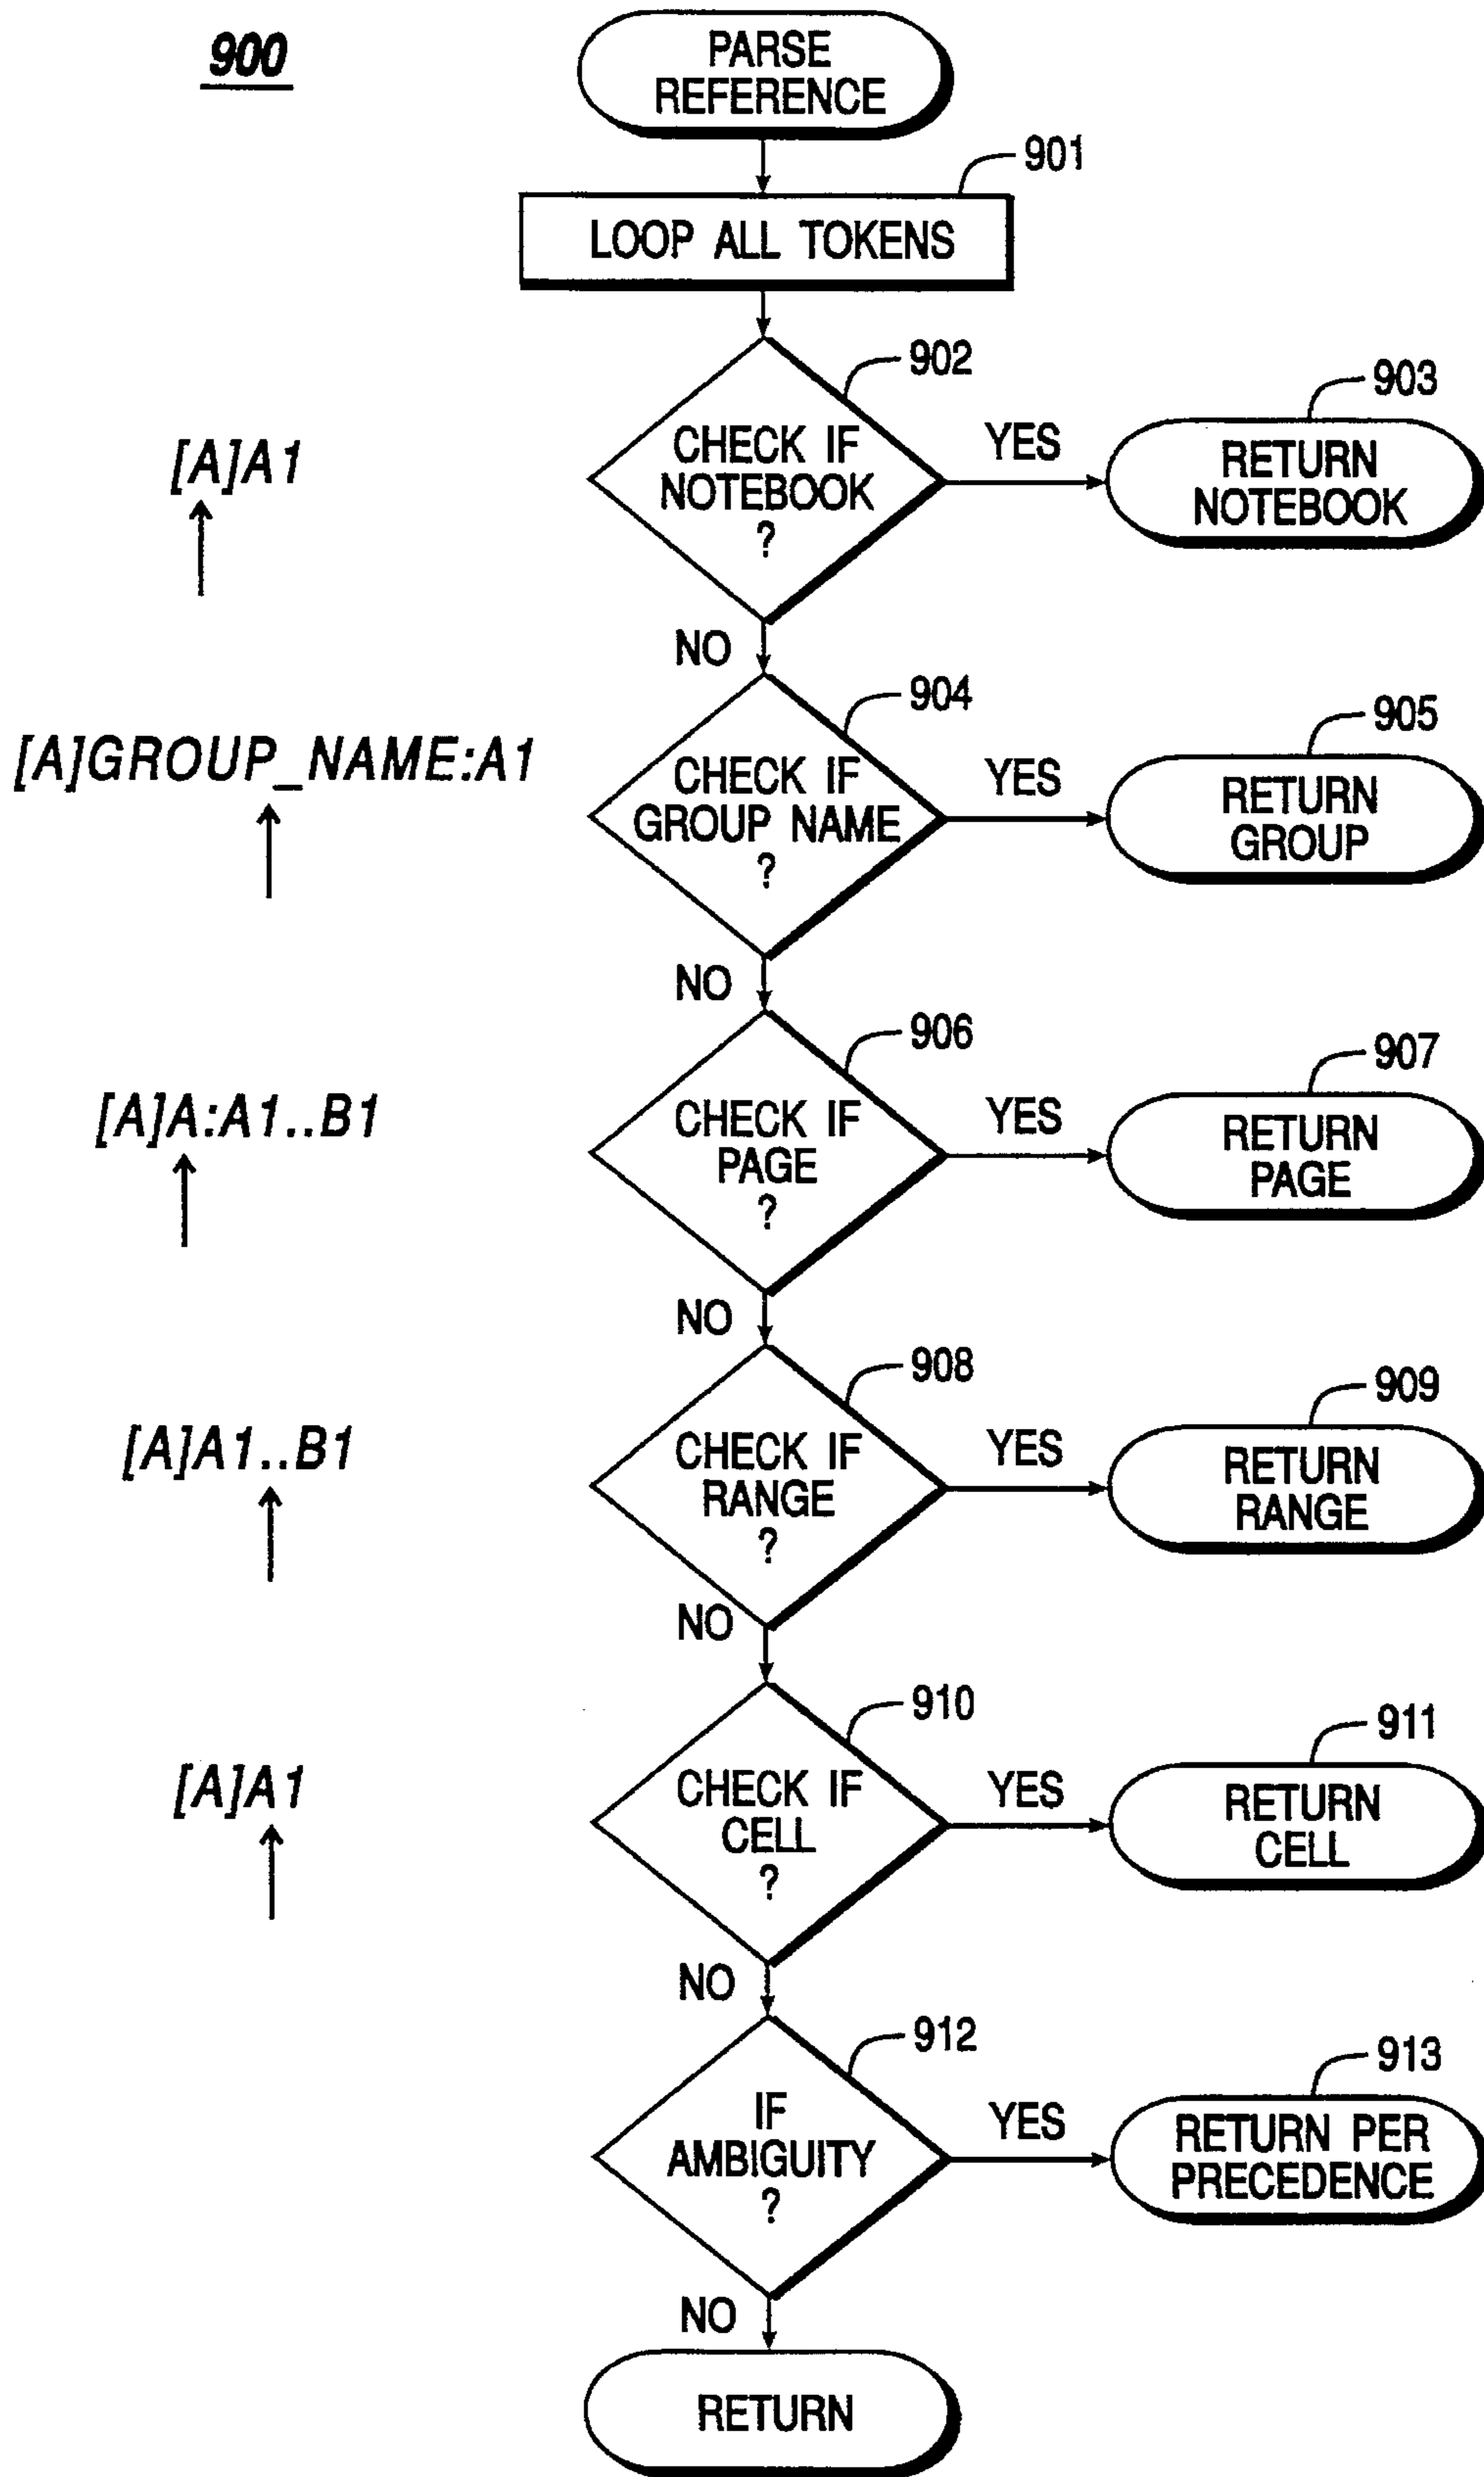 900
PARSE
REFERENCE
901
LOOP ALL TOKENS
902
903
[A]A1
CHECK IF
NOTEBOOK
?
YES
RETURN
NOTEBOOK
NO
904
905
[A]GROUP_NAME:A1
CHECK IF
GROUP NAME
?
YES
RETURN
GROUP
NO
906
907
[A]A:A1..B1
CHECK IF
PAGE
?
YES
RETURN
PAGE
NO
908
909
[A]A1..B1
CHECK IF
RANGE
?
YES
RETURN
RANGE
NO
910
911
[A]A1
CHECK IF
CELL
?
YES
RETURN
CELL
NO
912
913
IF
AMBIGUITY
?
YES
RETURN PER
PRECEDENCE
NO
RETURN